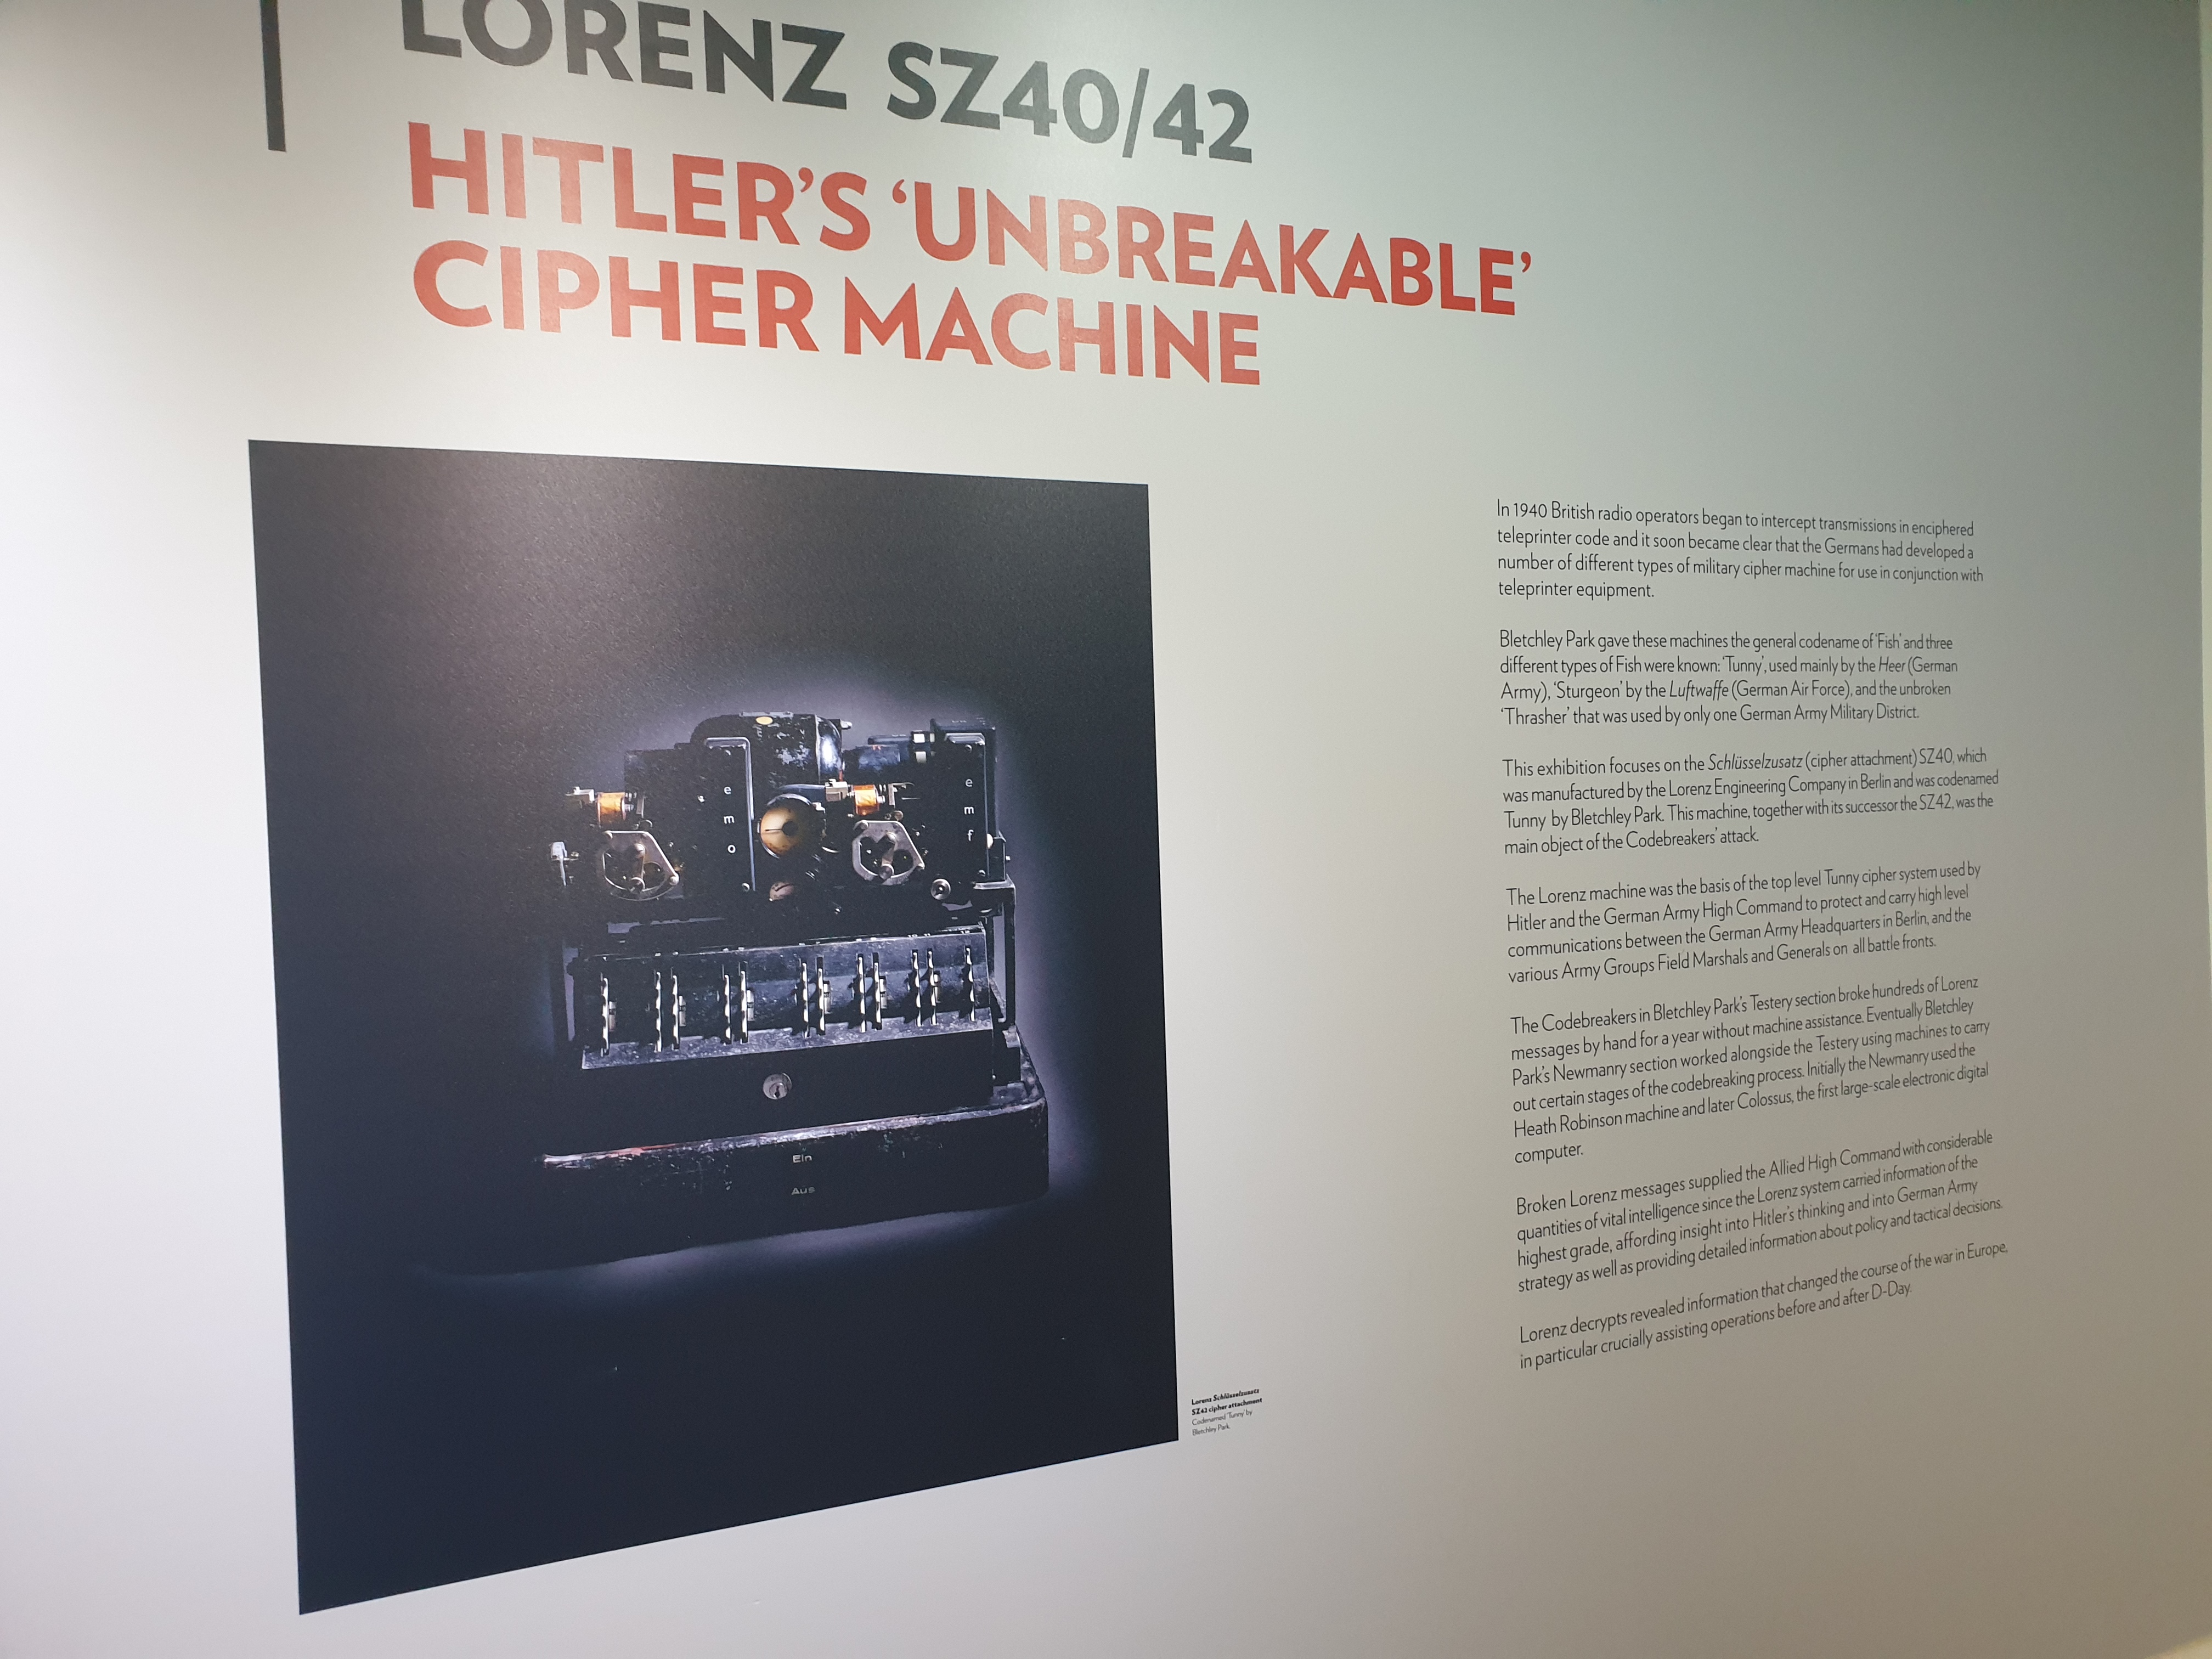 LORENZ SZ40/42
HITLER'S ‘UNBREAKABLE’
CIPHER MACHINE
e
m
o
e
m
f
Ein
Aus
Lorenz Schlüsselzusatz
SZ42 cipher attachment
Codenamed ‘Tunny’ by
Bletchley Park.
In 1940 British radio operators began to intercept transmissions in enciphered
teleprinter code and it soon became clear that the Germans had developed a
number of different types of military cipher machine for use in conjunction with
teleprinter equipment.
Bletchley Park gave these machines the general codename of ‘Fish’ and three
different types of Fish were known: ‘Tunny’, used mainly by the Heer (German
Army), ‘Sturgeon’ by the Luftwaffe (German Air Force), and the unbroken
‘Thrasher’ that was used by only one German Army Military District.
This exhibition focuses on the Schlüsselzusatz (cipher attachment) SZ40, which
was manufactured by the Lorenz Engineering Company in Berlin and was codenamed
Tunny by Bletchley Park. This machine, together with its successor the SZ42, was the
main object of the Codebreakers’ attack.
The Lorenz machine was the basis of the top level Tunny cipher system used by
Hitler and the German Army High Command to protect and carry high level
communications between the German Army Headquarters in Berlin, and the
various Army Groups Field Marshals and Generals on all battle fronts.
The Codebreakers in Bletchley Park's Testery section broke hundreds of Lorenz
messages by hand for a year without machine assistance. Eventually Bletchley
Park's Newmanry section worked alongside the Testery using machines to carry
out certain stages of the codebreaking process. Initially the Newmanry used the
Heath Robinson machine and later Colossus, the first large-scale electronic digital
computer.
Broken Lorenz messages supplied the Allied High Command with considerable
quantities of vital intelligence since the Lorenz system carried information of the
highest grade, affording insight into Hitler's thinking and into German Army
strategy as well as providing detailed information about policy and tactical decisions.
Lorenz decrypts revealed information that changed the course of the war in Europe,
in particular crucially assisting operations before and after D-Day.